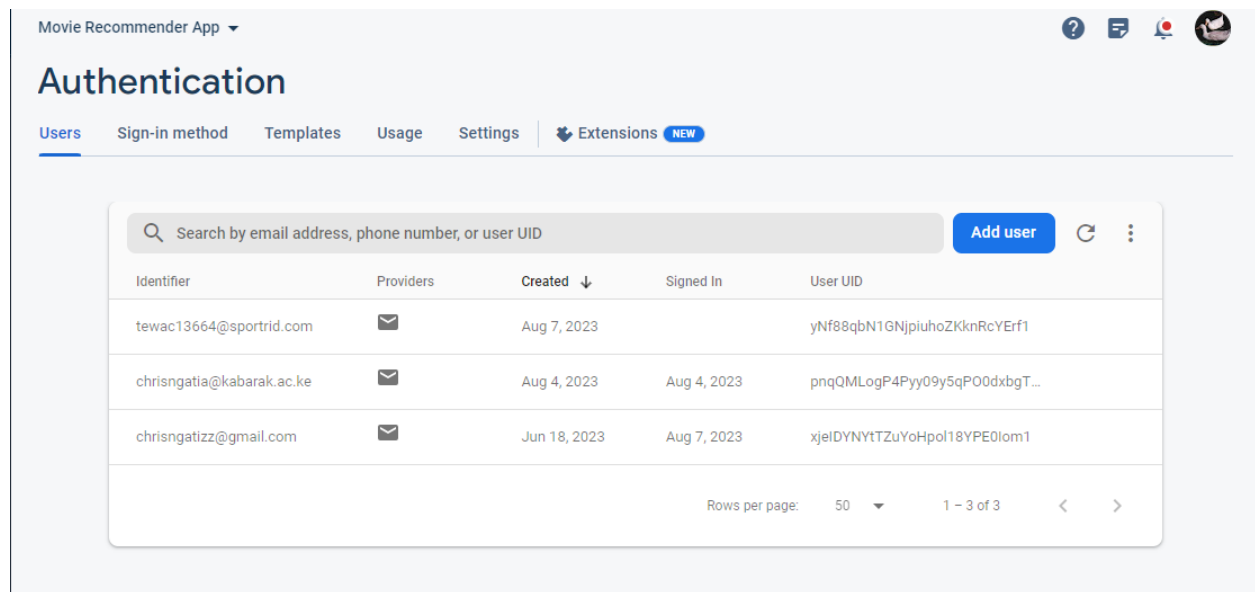 Movie Recommender App
Authentication
Users Sign-in method Templates Usage Settings Extensions NEW
Search by email address, phone number, or user UID Add user
Identifier Providers Created Signed In User UID
tewac13664@sportrid.com Aug 7, 2023 yNf88qbN1GNjpiuhoZKknRcYErf1
chrisngatia@kabarak.ac.ke Aug 4, 2023 Aug 4, 2023 pnqQMLogP4Pyy09y5qPO0dxbgT...
chrisngatizz@gmail.com Jun 18, 2023 Aug 7, 2023 xjeIDYNYtTZuYoHpol18YPE0Iom1
Rows per page: 50 1 – 3 of 3